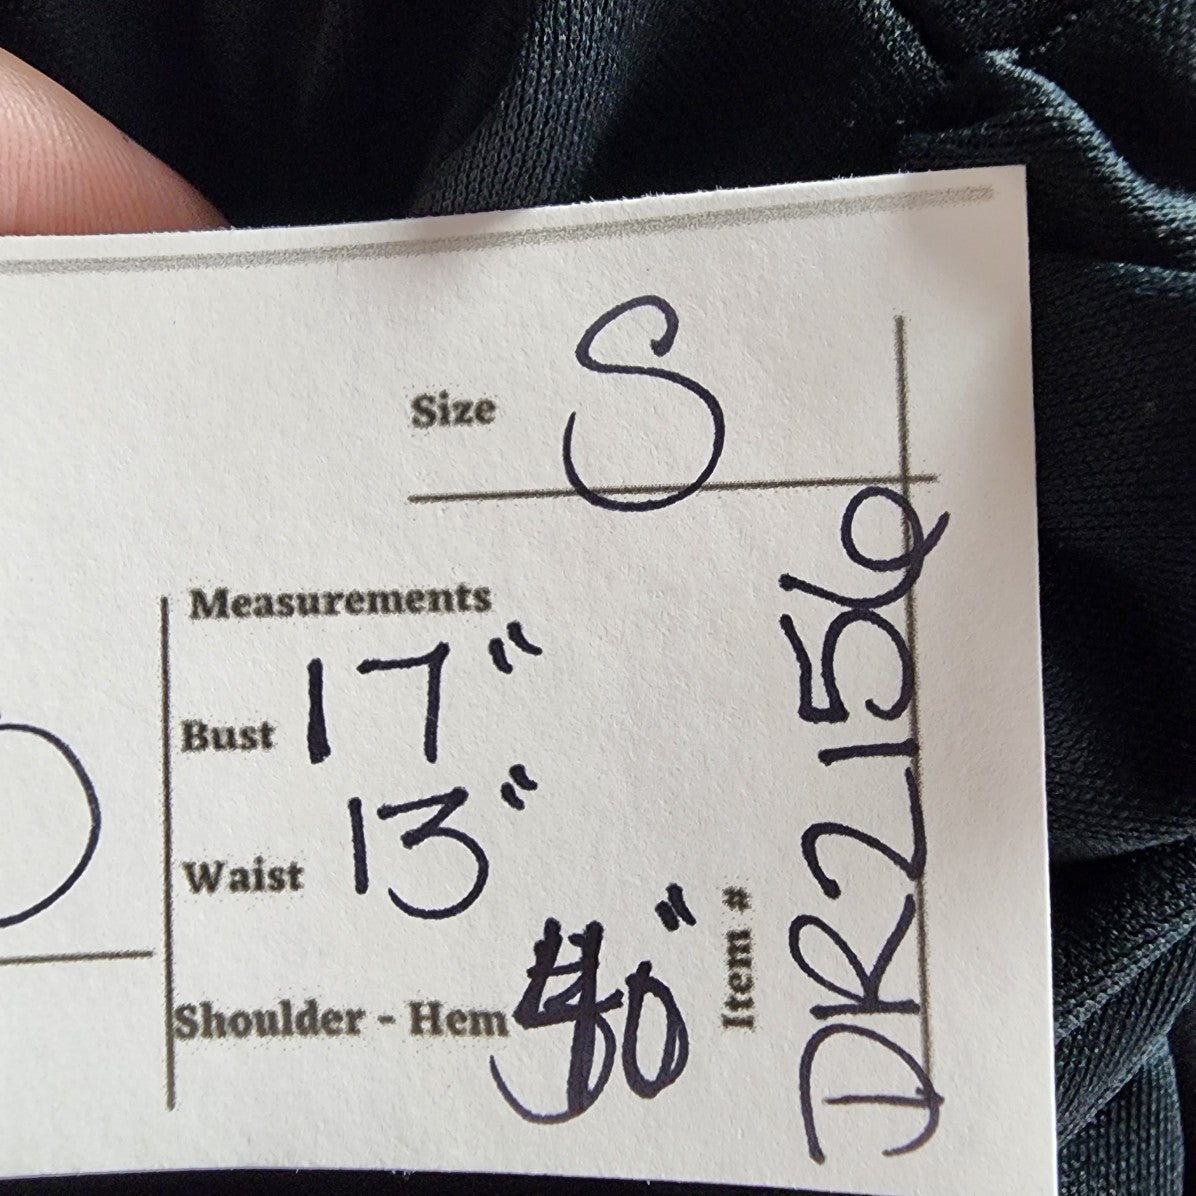 Size S
Measurements
Bust 17"
Waist 13"
Shoulder - Hem 40"
Item # DR2156